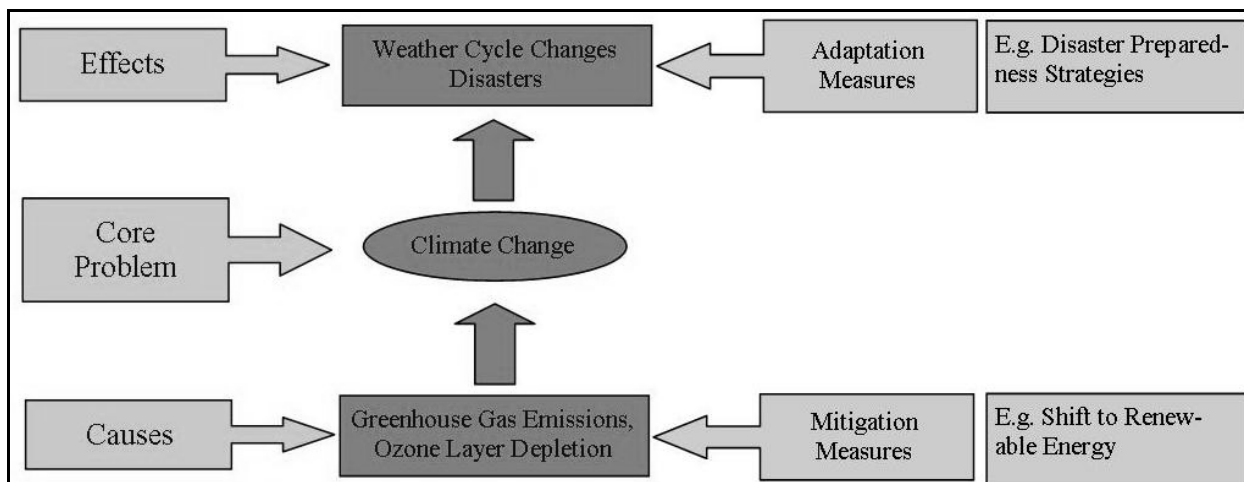 Effects
Weather Cycle Changes
Disasters
Adaptation
Measures
E.g. Disaster Prepared-
ness Strategies
Core
Problem
Climate Change
Causes
Greenhouse Gas Emissions,
Ozone Layer Depletion
Mitigation
Measures
E.g. Shift to Renew-
able Energy